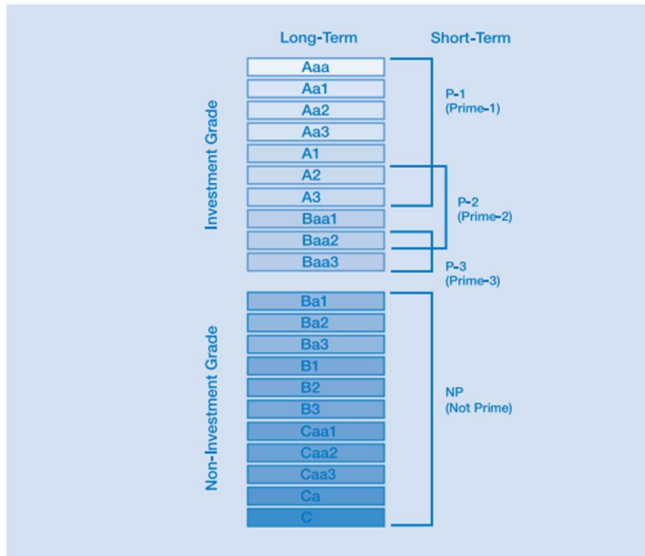 Long-Term Short-Term
Investment Grade
Aaa
Aa1
Aa2
Aa3
A1
A2
A3
Baa1
Baa2
Baa3
P-1
(Prime-1)
P-2
(Prime-2)
P-3
(Prime-3)
Non-Investment Grade
Ba1
Ba2
Ba3
B1
B2
B3
Caa1
Caa2
Caa3
Ca
C
NP
(Not Prime)